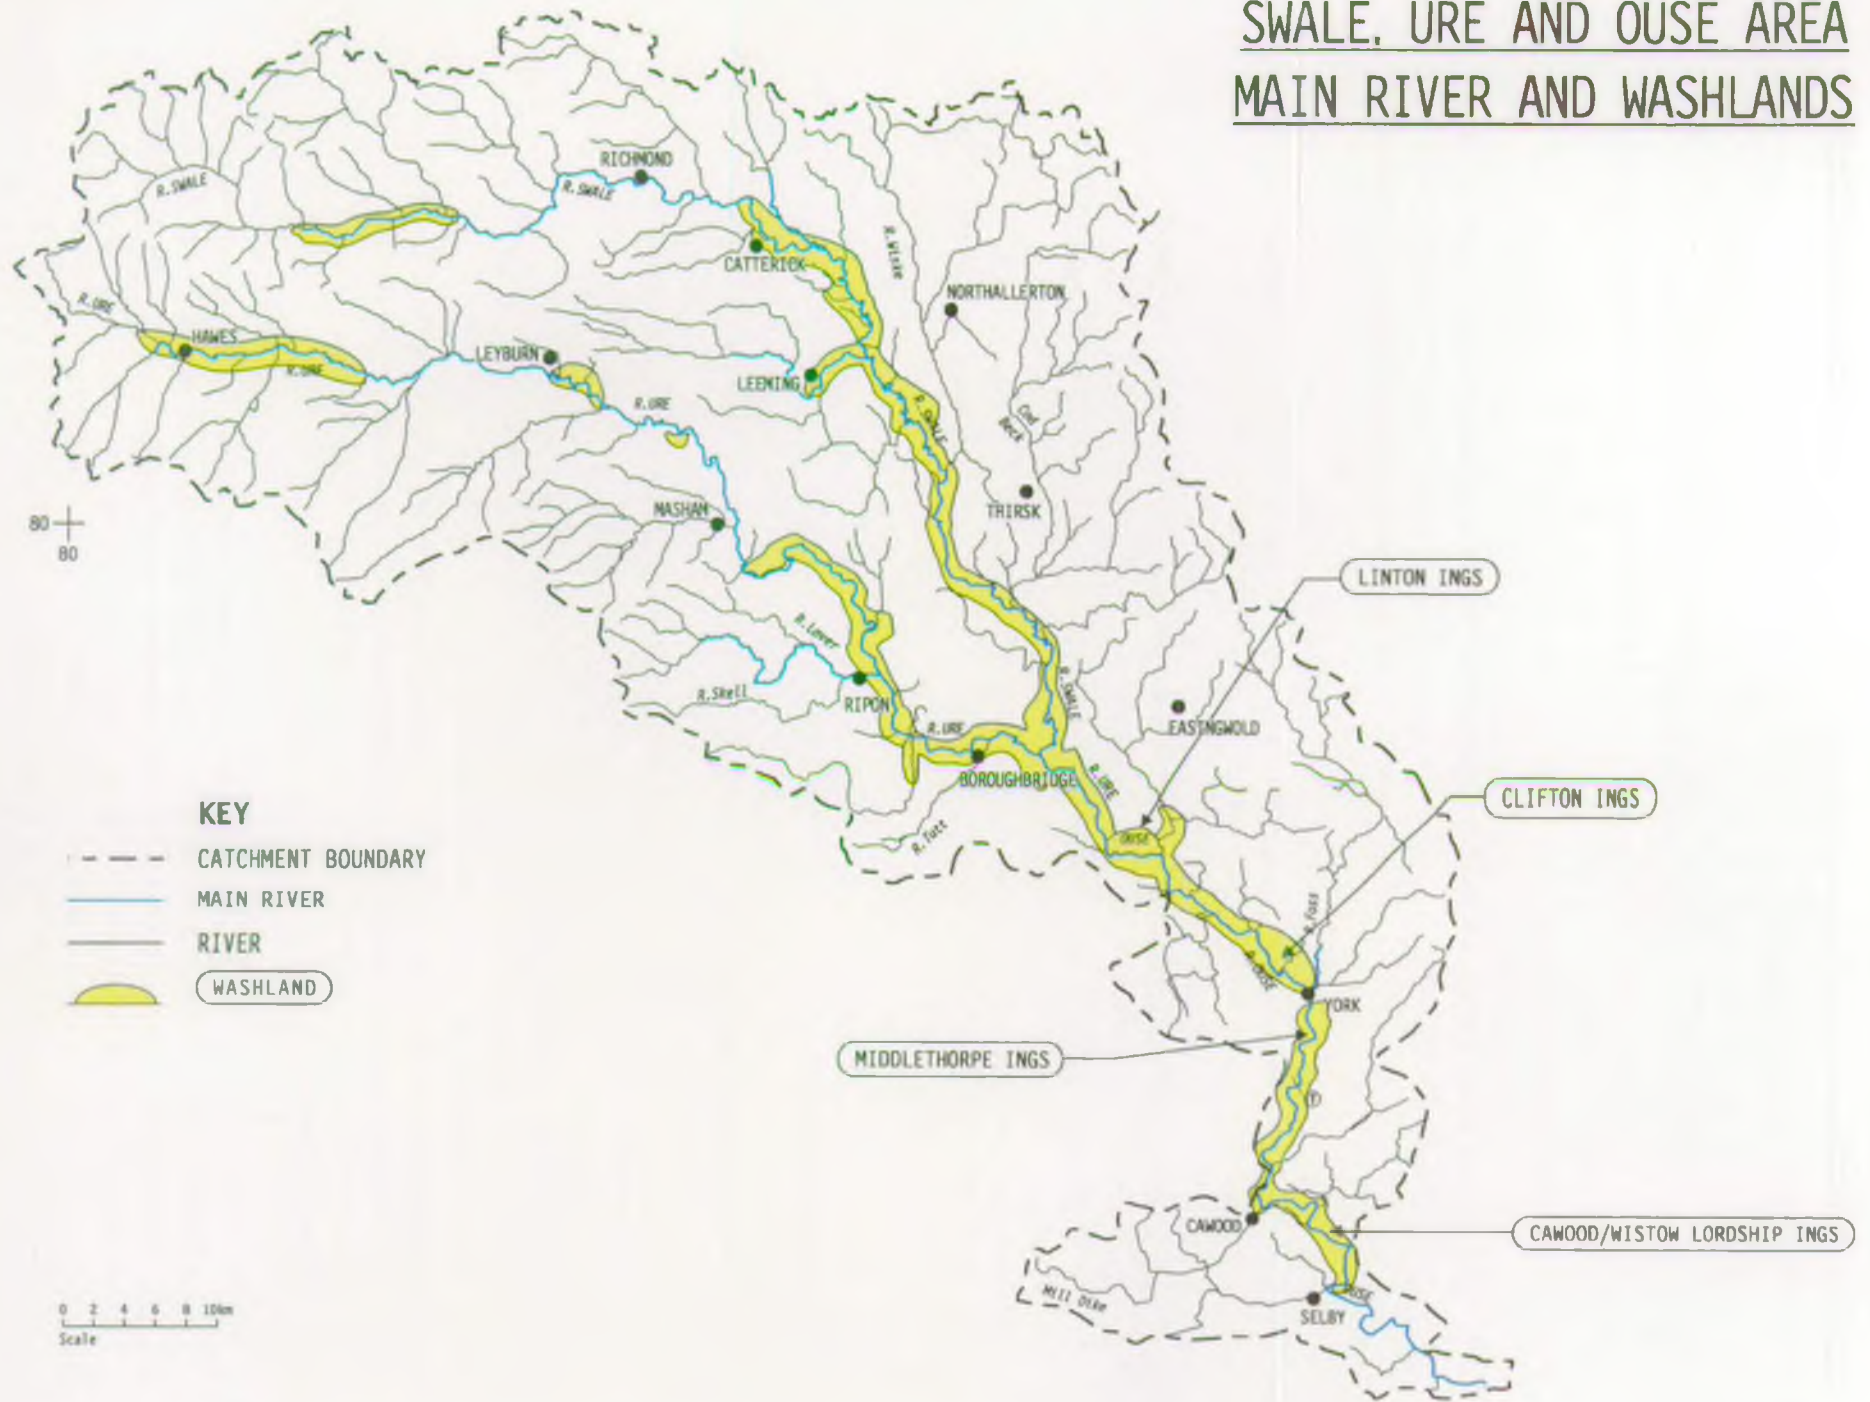 SWALE, URE AND OUSE AREA
MAIN RIVER AND WASHLANDS
RICHMOND
R.SWALE
R.SWALE
CATTERICK
R.Wiske
NORTHALLERTON
R.URE
HAWES
R.URE
LEYBURN
LEEMING
R.URE
R.SWALE
Cod
Beck
MASHAM
THIRSK
80
80
LINTON INGS
R.Laver
R.Skell
RIPON
R.SWALE
R.URE
EASINGWOLD
BOROUGHBRIDGE
R.URE
CLIFTON INGS
R.Tutt
OUSE
R.Foss
R.OUSE
YORK
KEY
CATCHMENT BOUNDARY
MAIN RIVER
RIVER
WASHLAND
MIDDLETHORPE INGS
CAWOOD
CAWOOD/WISTOW LORDSHIP INGS
Mill Dike
OUSE
SELBY
0 2 4 6 8 10km
Scale